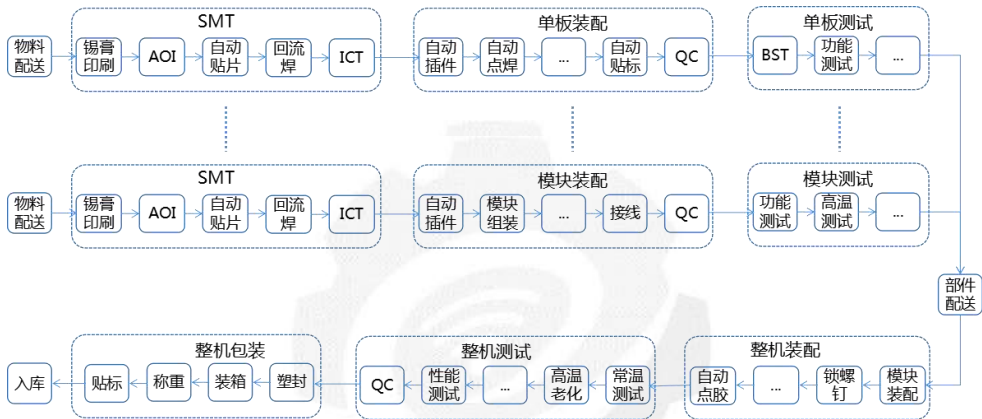 SMT
单板装配
单板测试
物料
配送
锡膏
印刷
AOI
自动
贴片
回流
焊
ICT
自动
插件
自动
点焊
...
自动
贴标
QC
BST
功能
测试
...
SMT
模块装配
模块测试
物料
配送
锡膏
印刷
AOI
自动
贴片
回流
焊
ICT
自动
插件
模块
组装
...
接线
QC
功能
测试
高温
测试
...
部件
配送
整机包装
整机测试
整机装配
入库
贴标
称重
装箱
塑封
QC
性能
测试
...
高温
老化
常温
测试
自动
点胶
...
锁螺
钉
模块
装配